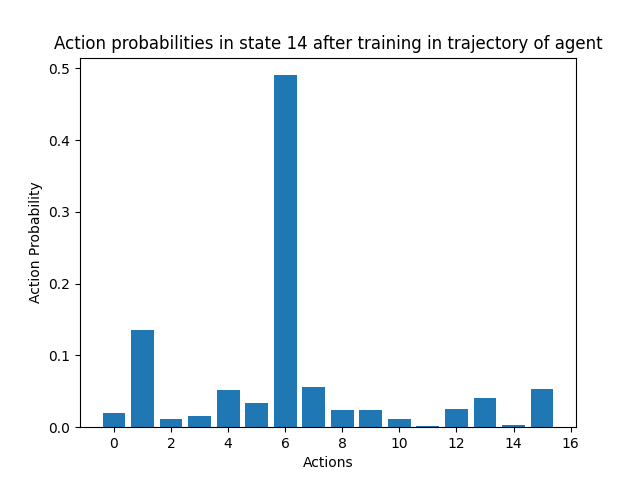 Action probabilities in state 14 after training in trajectory of agent
0.5
0.4
0.3
0.2
0.1
0.0
Action Probability
0 2 4 6 8 10 12 14 16
Actions